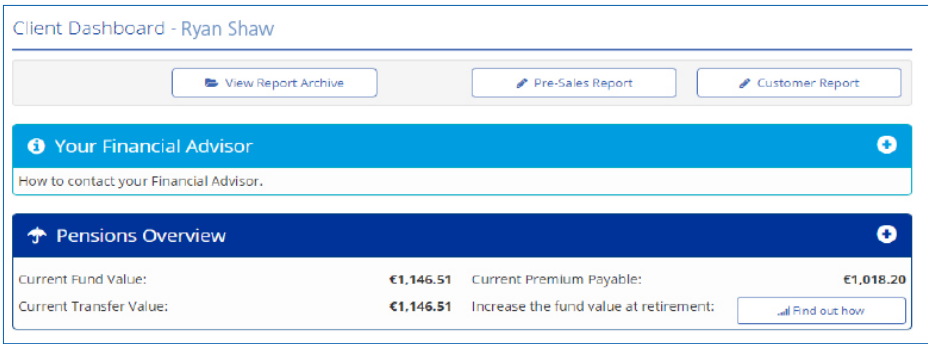 Client Dashboard - Ryan Shaw
View Report Archive
Pre-Sales Report
Customer Report
Your Financial Advisor
How to contact your Financial Advisor.
Pensions Overview
Current Fund Value: €1,146.51 Current Premium Payable: €1,018.20
Current Transfer Value: €1,146.51 Increase the fund value at retirement: Find out how